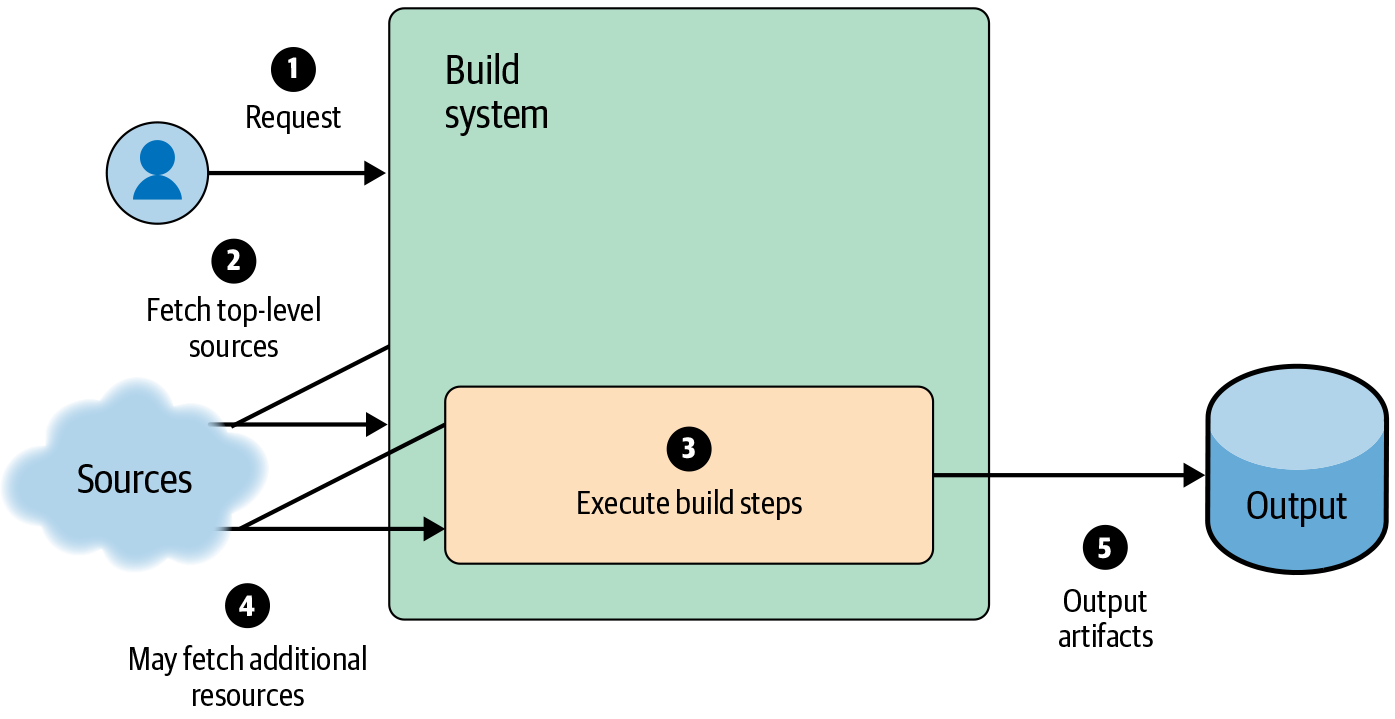 1
Request
Build
system
2
Fetch top-level
sources
Sources
3
Execute build steps
4
May fetch additional
resources
5
Output
artifacts
Output